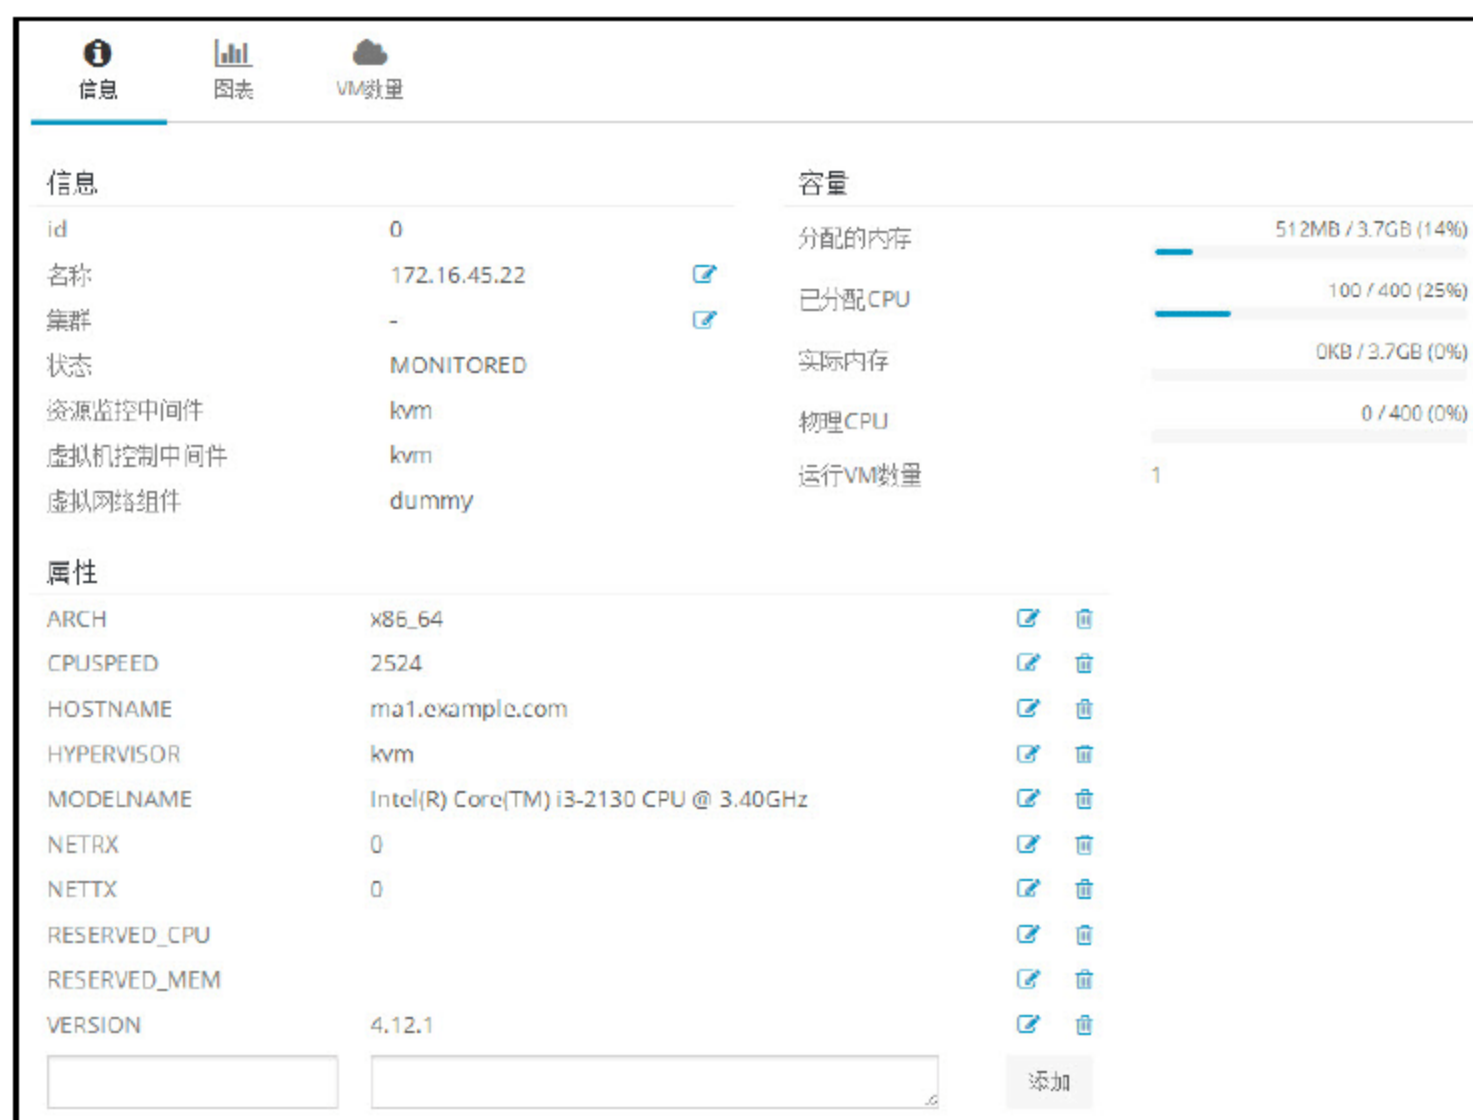 信息 图表 VM数量
信息
id 0
名称 172.16.45.22
集群 -
状态 MONITORED
资源监控中间件 kvm
虚拟机控制中间件 kvm
虚拟网络组件 dummy
容量
分配的内存 512MB / 3.7GB (14%)
已分配CPU 100 / 400 (25%)
实际内存 0KB / 3.7GB (0%)
物理CPU 0 / 400 (0%)
运行VM数量 1
属性
ARCH x86_64
CPUSPEED 2524
HOSTNAME ma1.example.com
HYPERVISOR kvm
MODELNAME Intel(R) Core(TM) i3-2130 CPU @ 3.40GHz
NETRX 0
NETTX 0
RESERVED_CPU
RESERVED_MEM
VERSION 4.12.1
添加